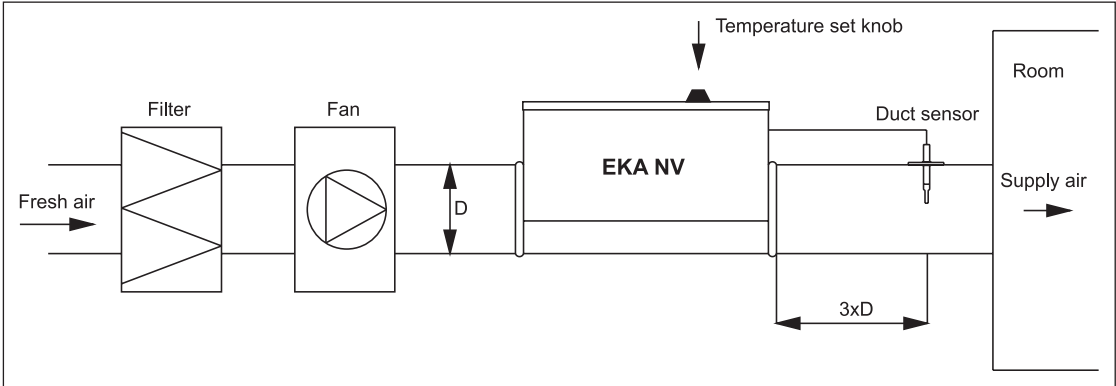 Temperature set knob
Room
Filter
Fan
Duct sensor
EKA NV
Fresh air
D
Supply air
3xD